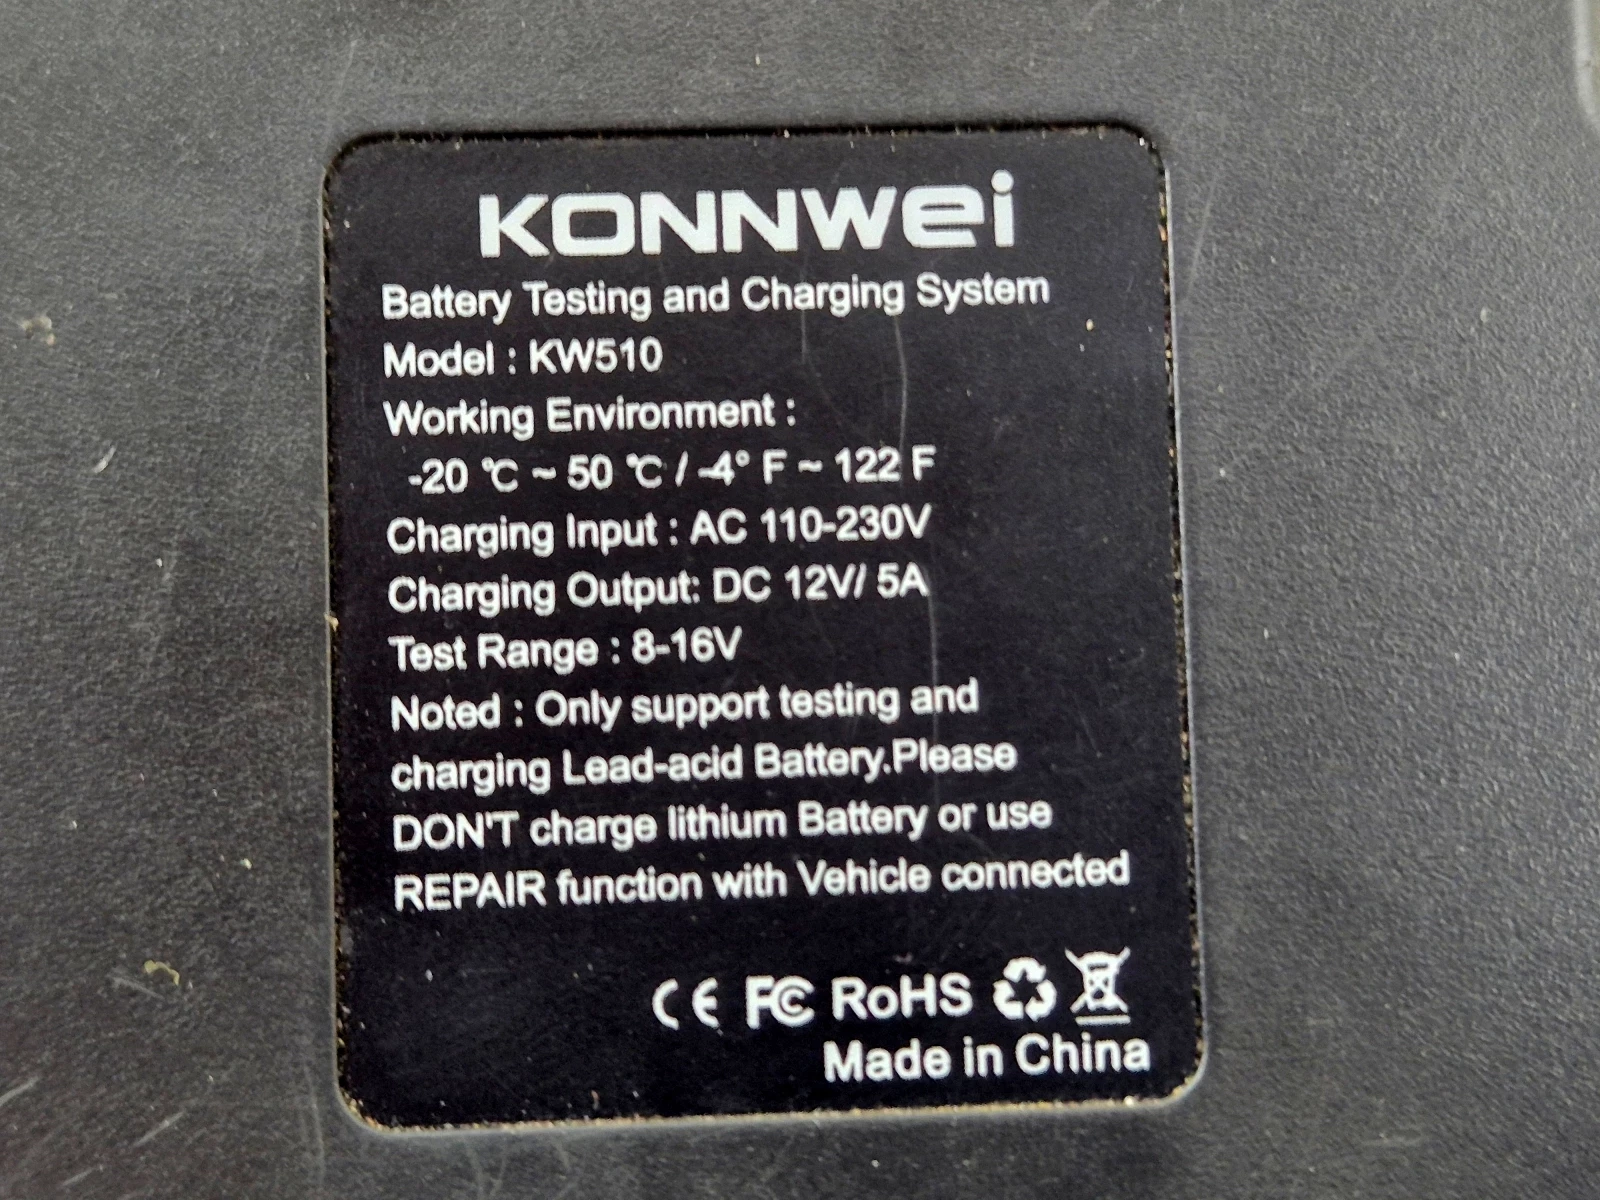 KONNWei
Battery Testing and Charging System
Model : KW510
Working Environment :
-20 ℃ ~ 50 ℃ / -4° F ~ 122 F
Charging Input : AC 110-230V
Charging Output: DC 12V/ 5A
Test Range : 8-16V
Noted : Only support testing and
charging Lead-acid Battery.Please
DON'T charge lithium Battery or use
REPAIR function with Vehicle connected
CE FC RoHS
Made in China